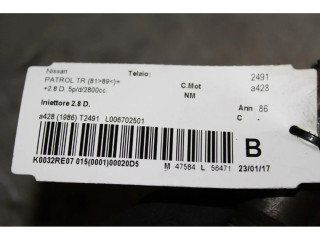 Nissan Telaio: 2491
PATROL TR (81>89<)+ C.Mot a428
+2.8 D. 5p/d/2800cc NM
Iniettore 2.8 D. Ann 86
a428 (1986) T2491 L006702501 C -
B
K0032RE07 015(0001)00020D5 M 47584 L 56471 23/01/17